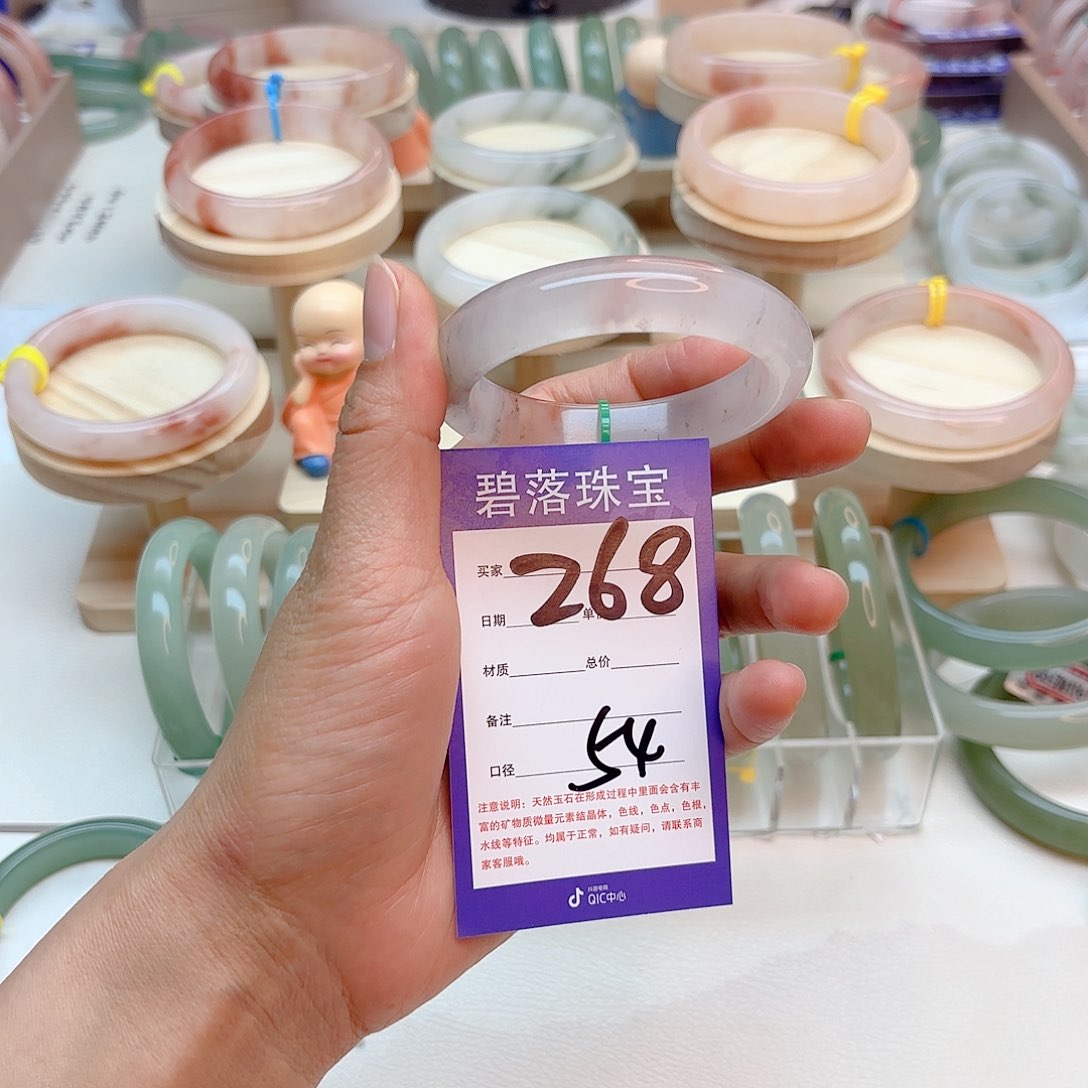 碧落珠宝
买家 268
日期 单
材质 总价
备注
口径 54
注意说明：天然玉石在形成过程中里面会含有丰
富的矿物质微量元素结晶体，色线，色点，色根，
水线等特征。均属于正常，如有疑问，请联系商
家客服哦。
抖音电商
QIC中心